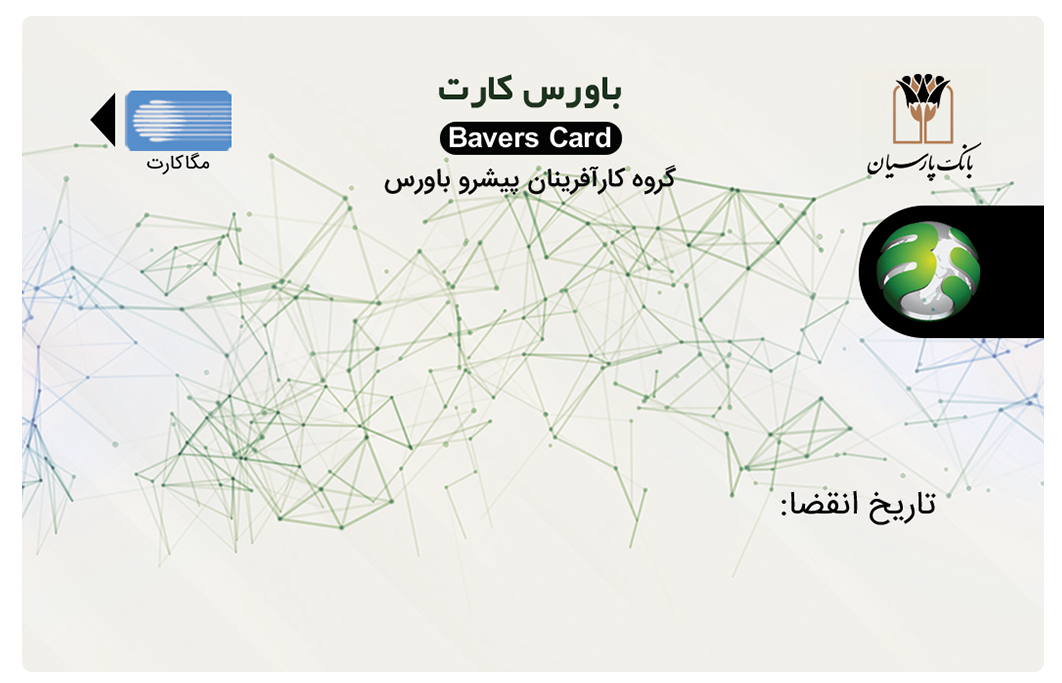 باورس کارت
Bavers Card
گروه کارآفرینان پیشرو باورس
بانک پارسیان
مگاکارت
تاریخ انقضا: